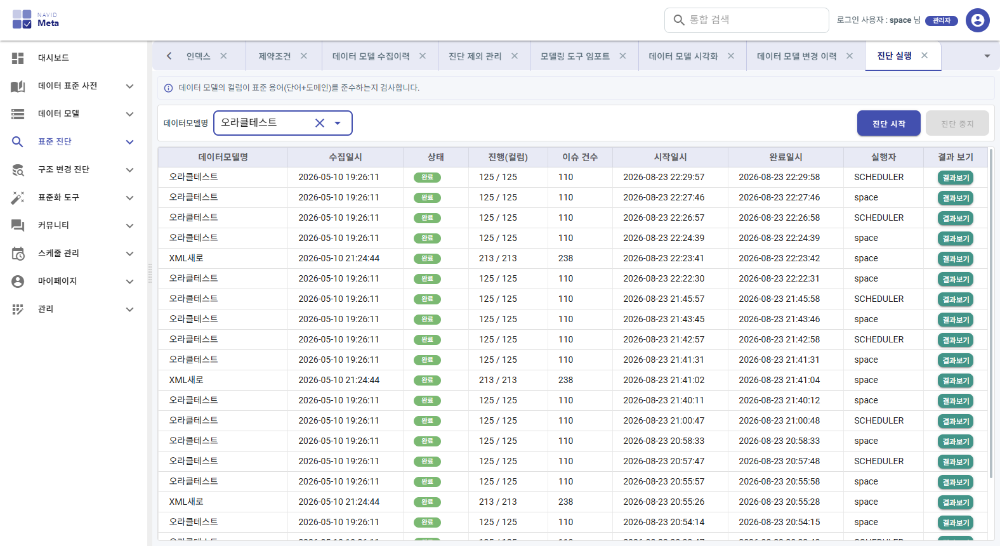 NAVID
Meta
통합 검색
로그인 사용자 : space 님 관리자
대시보드
데이터 표준 사전
데이터 모델
표준 진단
구조 변경 진단
표준화 도구
커뮤니티
스케줄 관리
마이페이지
관리
인덱스 제약조건 데이터 모델 수집이력 진단 제외 관리 모델링 도구 임포트 데이터 모델 시각화 데이터 모델 변경 이력 진단 실행
데이터 모델의 컬럼이 표준 용어(단어+도메인)를 준수하는지 검사합니다.
데이터모델명 오라클테스트 진단 시작 진단 중지
데이터모델명 수집일시 상태 진행(컬럼) 이슈 건수 시작일시 완료일시 실행자 결과 보기
오라클테스트 2026-05-10 19:26:11 완료 125 / 125 110 2026-08-23 22:29:57 2026-08-23 22:29:58 SCHEDULER 결과보기
오라클테스트 2026-05-10 19:26:11 완료 125 / 125 110 2026-08-23 22:27:46 2026-08-23 22:27:46 space 결과보기
오라클테스트 2026-05-10 19:26:11 완료 125 / 125 110 2026-08-23 22:26:57 2026-08-23 22:26:58 SCHEDULER 결과보기
오라클테스트 2026-05-10 19:26:11 완료 125 / 125 110 2026-08-23 22:24:39 2026-08-23 22:24:39 space 결과보기
XML새로 2026-05-10 21:24:44 완료 213 / 213 238 2026-08-23 22:23:41 2026-08-23 22:23:42 space 결과보기
오라클테스트 2026-05-10 19:26:11 완료 125 / 125 110 2026-08-23 22:22:30 2026-08-23 22:22:31 space 결과보기
오라클테스트 2026-05-10 19:26:11 완료 125 / 125 110 2026-08-23 21:45:57 2026-08-23 21:45:58 SCHEDULER 결과보기
오라클테스트 2026-05-10 19:26:11 완료 125 / 125 110 2026-08-23 21:43:45 2026-08-23 21:43:46 space 결과보기
오라클테스트 2026-05-10 19:26:11 완료 125 / 125 110 2026-08-23 21:42:57 2026-08-23 21:42:58 SCHEDULER 결과보기
오라클테스트 2026-05-10 19:26:11 완료 125 / 125 110 2026-08-23 21:41:31 2026-08-23 21:41:31 space 결과보기
XML새로 2026-05-10 21:24:44 완료 213 / 213 238 2026-08-23 21:41:02 2026-08-23 21:41:04 space 결과보기
오라클테스트 2026-05-10 19:26:11 완료 125 / 125 110 2026-08-23 21:40:11 2026-08-23 21:40:12 space 결과보기
오라클테스트 2026-05-10 19:26:11 완료 125 / 125 110 2026-08-23 21:00:47 2026-08-23 21:00:48 SCHEDULER 결과보기
오라클테스트 2026-05-10 19:26:11 완료 125 / 125 110 2026-08-23 20:58:33 2026-08-23 20:58:33 space 결과보기
오라클테스트 2026-05-10 19:26:11 완료 125 / 125 110 2026-08-23 20:57:47 2026-08-23 20:57:48 SCHEDULER 결과보기
오라클테스트 2026-05-10 19:26:11 완료 125 / 125 110 2026-08-23 20:55:57 2026-08-23 20:55:58 space 결과보기
XML새로 2026-05-10 21:24:44 완료 213 / 213 238 2026-08-23 20:55:26 2026-08-23 20:55:28 space 결과보기
오라클테스트 2026-05-10 19:26:11 완료 125 / 125 110 2026-08-23 20:54:14 2026-08-23 20:54:15 space 결과보기